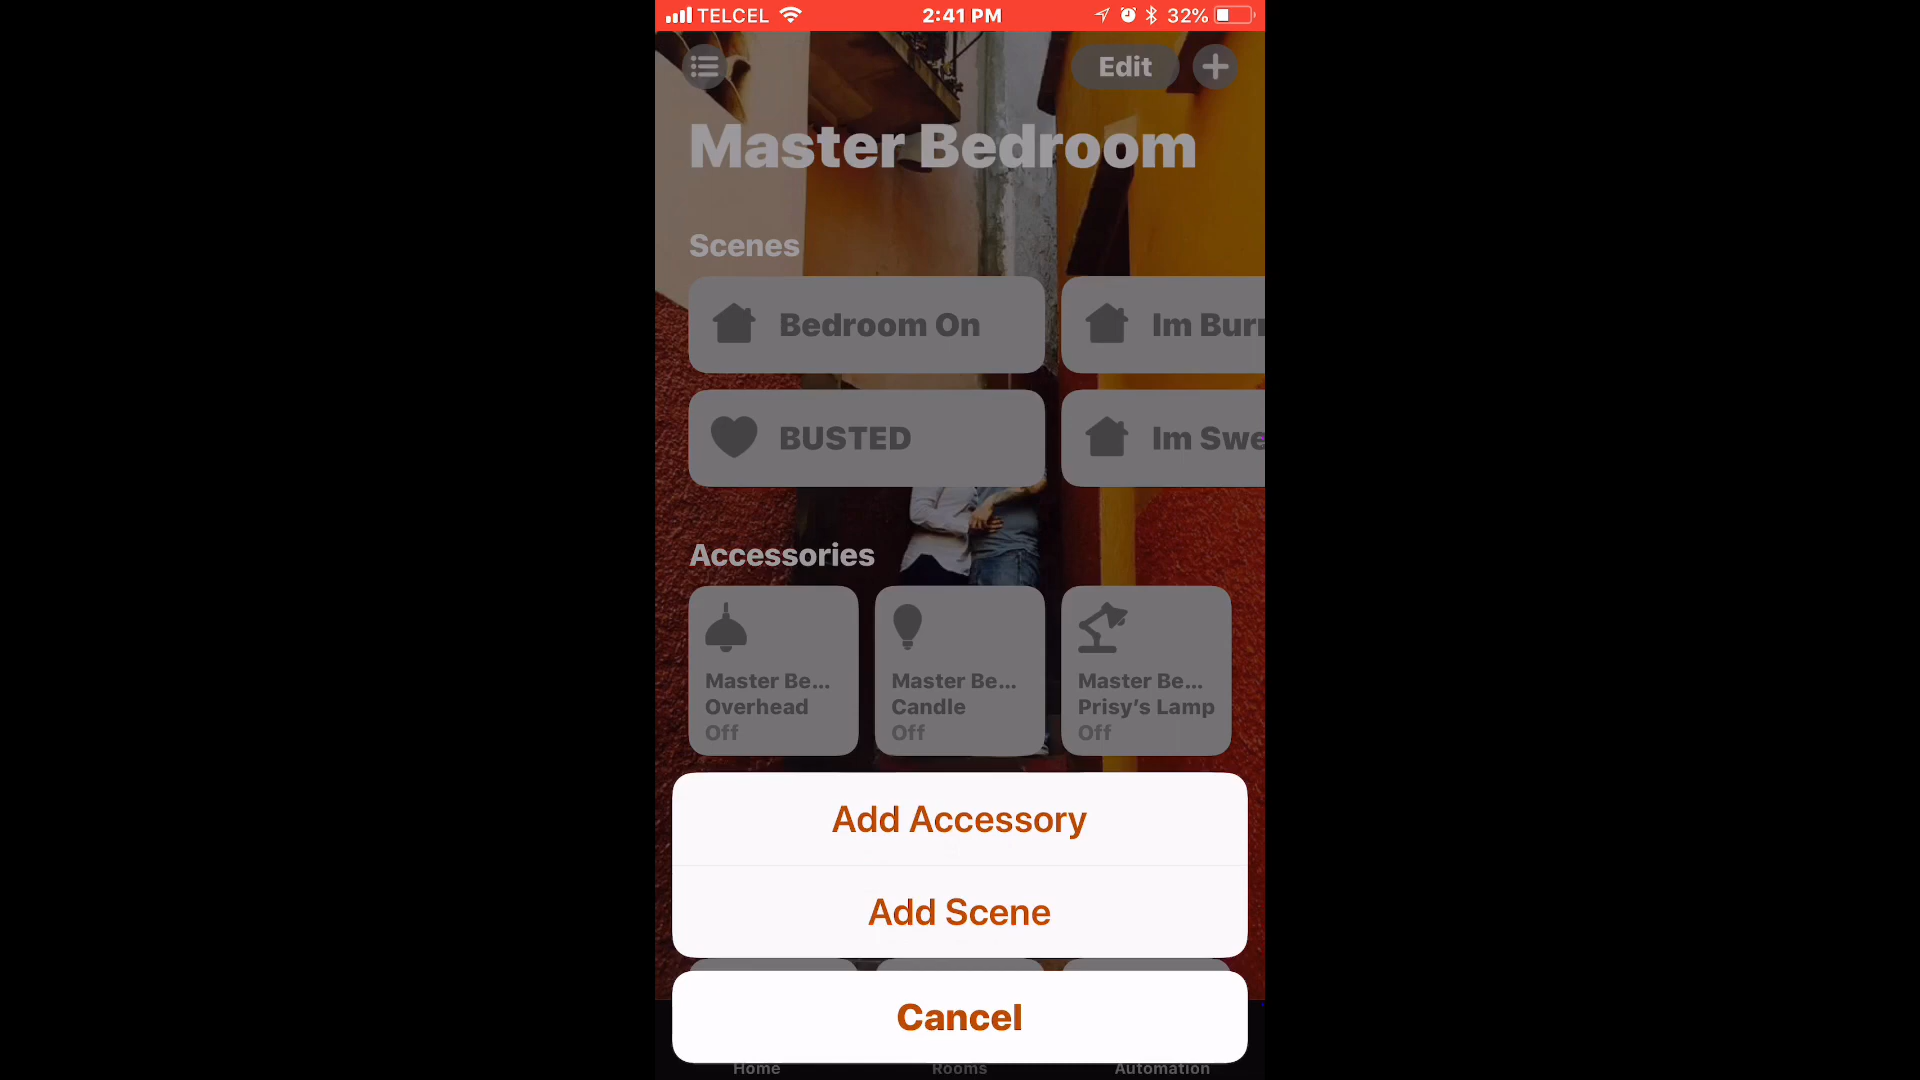 TELCEL 2:41 PM 32%
Edit
Master Bedroom
Scenes
Bedroom On
Im Burn
BUSTED
Im Swe
Accessories
Master Be...
Overhead
Off
Master Be...
Candle
Off
Master Be...
Prisy’s Lamp
Off
Add Accessory
Add Scene
Cancel
Home Rooms Automation